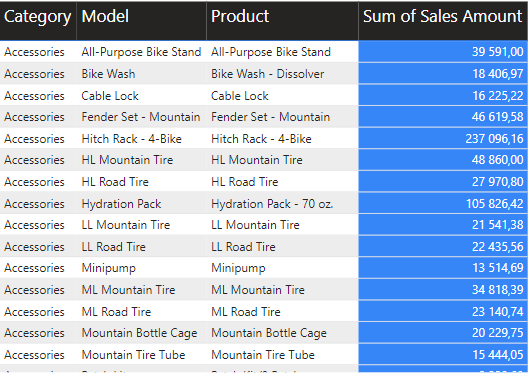 Category Model Product Sum of Sales Amount
Accessories All-Purpose Bike Stand All-Purpose Bike Stand 39 591,00
Accessories Bike Wash Bike Wash - Dissolver 18 406,97
Accessories Cable Lock Cable Lock 16 225,22
Accessories Fender Set - Mountain Fender Set - Mountain 46 619,58
Accessories Hitch Rack - 4-Bike Hitch Rack - 4-Bike 237 096,16
Accessories HL Mountain Tire HL Mountain Tire 48 860,00
Accessories HL Road Tire HL Road Tire 27 970,80
Accessories Hydration Pack Hydration Pack - 70 oz. 105 826,42
Accessories LL Mountain Tire LL Mountain Tire 21 541,38
Accessories LL Road Tire LL Road Tire 22 435,56
Accessories Minipump Minipump 13 514,69
Accessories ML Mountain Tire ML Mountain Tire 34 818,39
Accessories ML Road Tire ML Road Tire 23 140,74
Accessories Mountain Bottle Cage Mountain Bottle Cage 20 229,75
Accessories Mountain Tire Tube Mountain Tire Tube 15 444,05